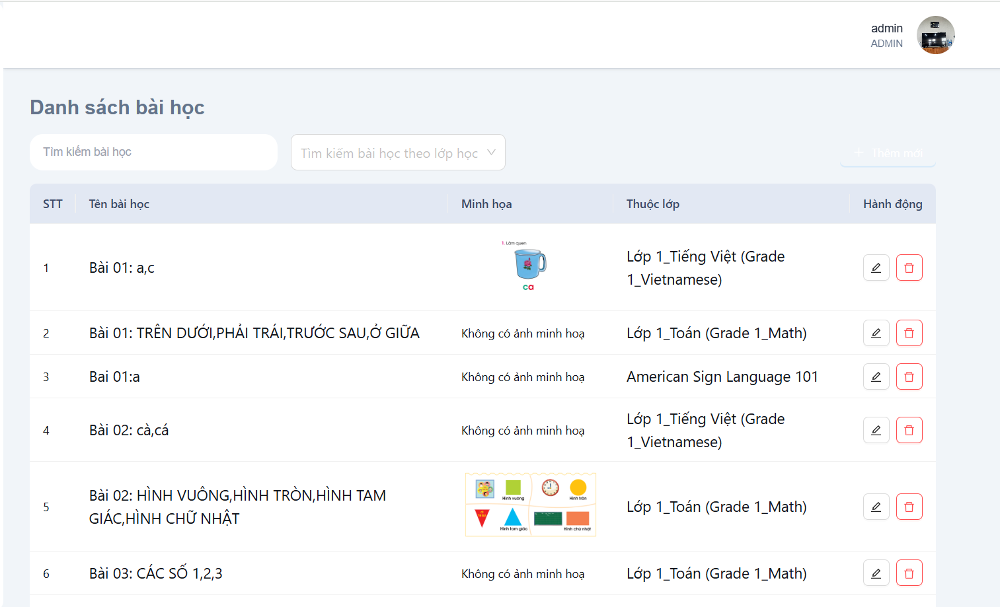 admin
ADMIN
Danh sách bài học
Tìm kiếm bài học
Tìm kiếm bài học theo lớp học
+ Thêm mới
STT Tên bài học Minh họa Thuộc lớp Hành động
1. Làm quen
ca
1 Bài 01: a,c Lớp 1_Tiếng Việt (Grade
1_Vietnamese)
2 Bài 01: TRÊN DƯỚI,PHẢI TRÁI,TRƯỚC SAU,Ở GIỮA Không có ảnh minh hoạ Lớp 1_Toán (Grade 1_Math)
3 Bai 01:a Không có ảnh minh hoạ American Sign Language 101
4 Bài 02: cà,cá Không có ảnh minh hoạ Lớp 1_Tiếng Việt (Grade
1_Vietnamese)
5 Bài 02: HÌNH VUÔNG,HÌNH TRÒN,HÌNH TAM
GIÁC,HÌNH CHỮ NHẬT
Hình vuông Hình tròn
Hình tam giác Hình chữ nhật
Lớp 1_Toán (Grade 1_Math)
6 Bài 03: CÁC SỐ 1,2,3 Không có ảnh minh hoạ Lớp 1_Toán (Grade 1_Math)